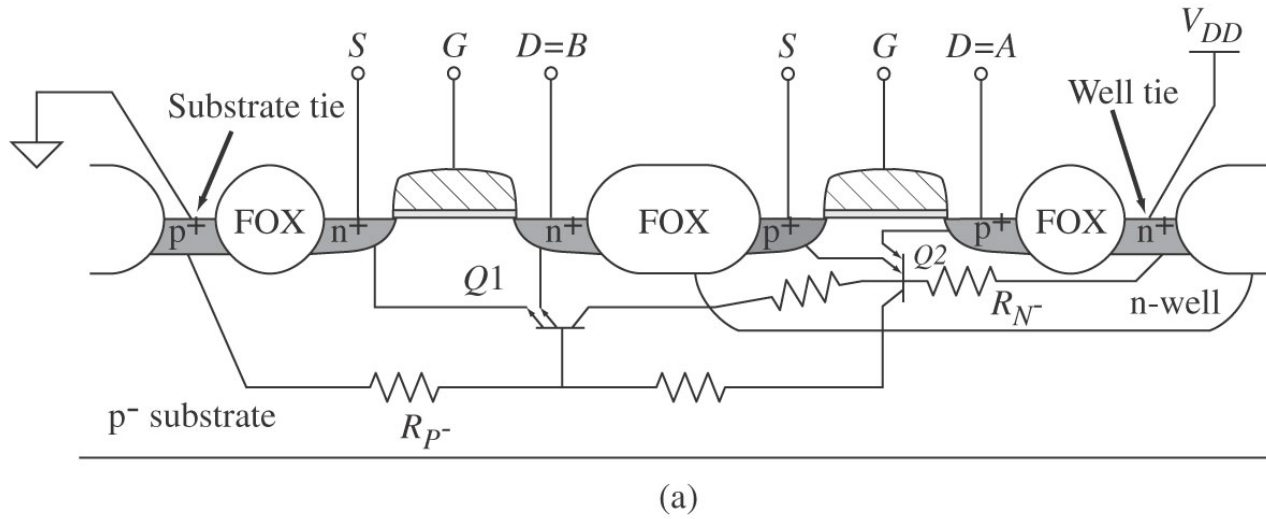 V_DD
S G D=B S G D=A
Substrate tie
Well tie
FOX FOX FOX
p+ n+ n+ p+ p+ n+
Q1
Q2
R_N-
n-well
p- substrate
R_P-
(a)